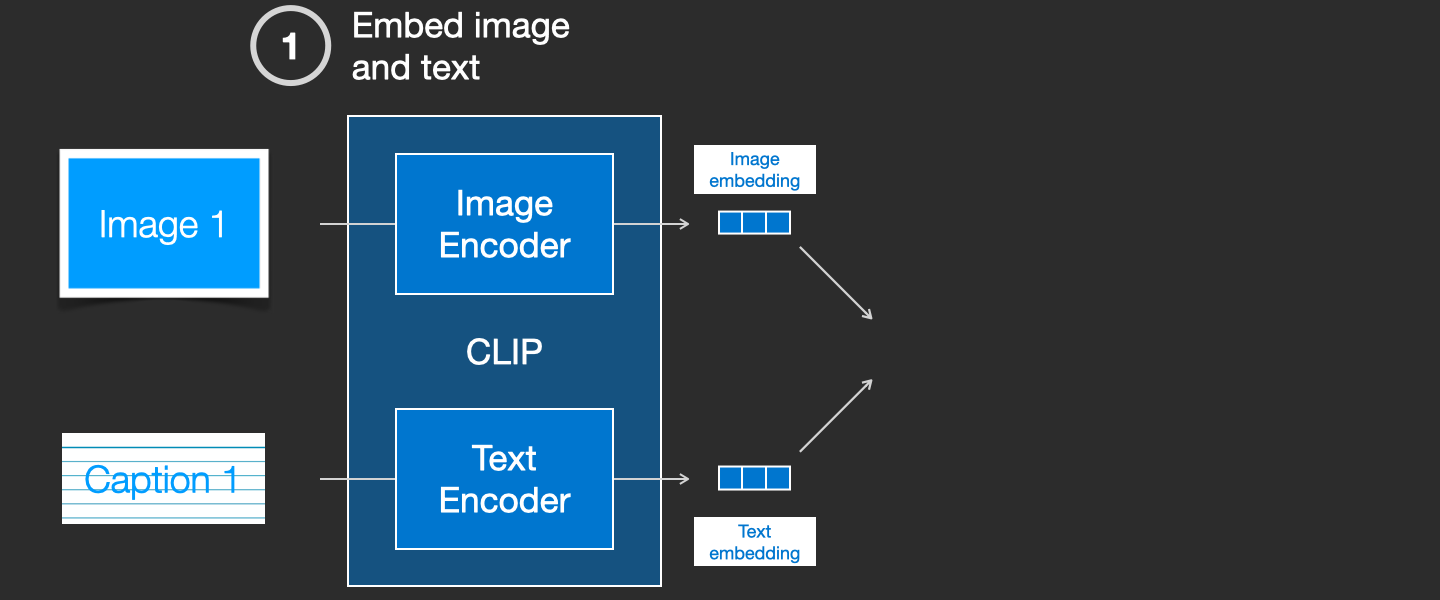 1
Embed image
and text
Image 1
Image
Encoder
Image
embedding
CLIP
Caption 1
Text
Encoder
Text
embedding